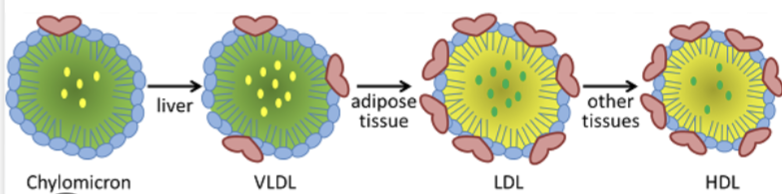 liver
adipose
tissue
other
tissues
Chylomicron
VLDL
LDL
HDL